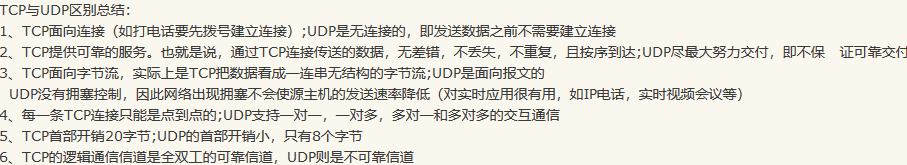 TCP与UDP区别总结：
1、TCP面向连接（如打电话要先拨号建立连接）;UDP是无连接的，即发送数据之前不需要建立连接
2、TCP提供可靠的服务。也就是说，通过TCP连接传送的数据，无差错，不丢失，不重复，且按序到达;UDP尽最大努力交付，即不保 证可靠交付
3、TCP面向字节流，实际上是TCP把数据看成一连串无结构的字节流;UDP是面向报文的
UDP没有拥塞控制，因此网络出现拥塞不会使源主机的发送速率降低（对实时应用很有用，如IP电话，实时视频会议等）
4、每一条TCP连接只能是点到点的;UDP支持一对一，一对多，多对一和多对多的交互通信
5、TCP首部开销20字节;UDP的首部开销小，只有8个字节
6、TCP的逻辑通信信道是全双工的可靠信道，UDP则是不可靠信道